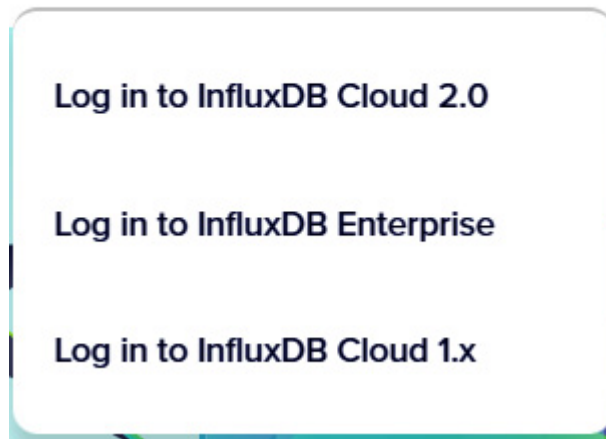 Log in to InfluxDB Cloud 2.0
Log in to InfluxDB Enterprise
Log in to InfluxDB Cloud 1.x